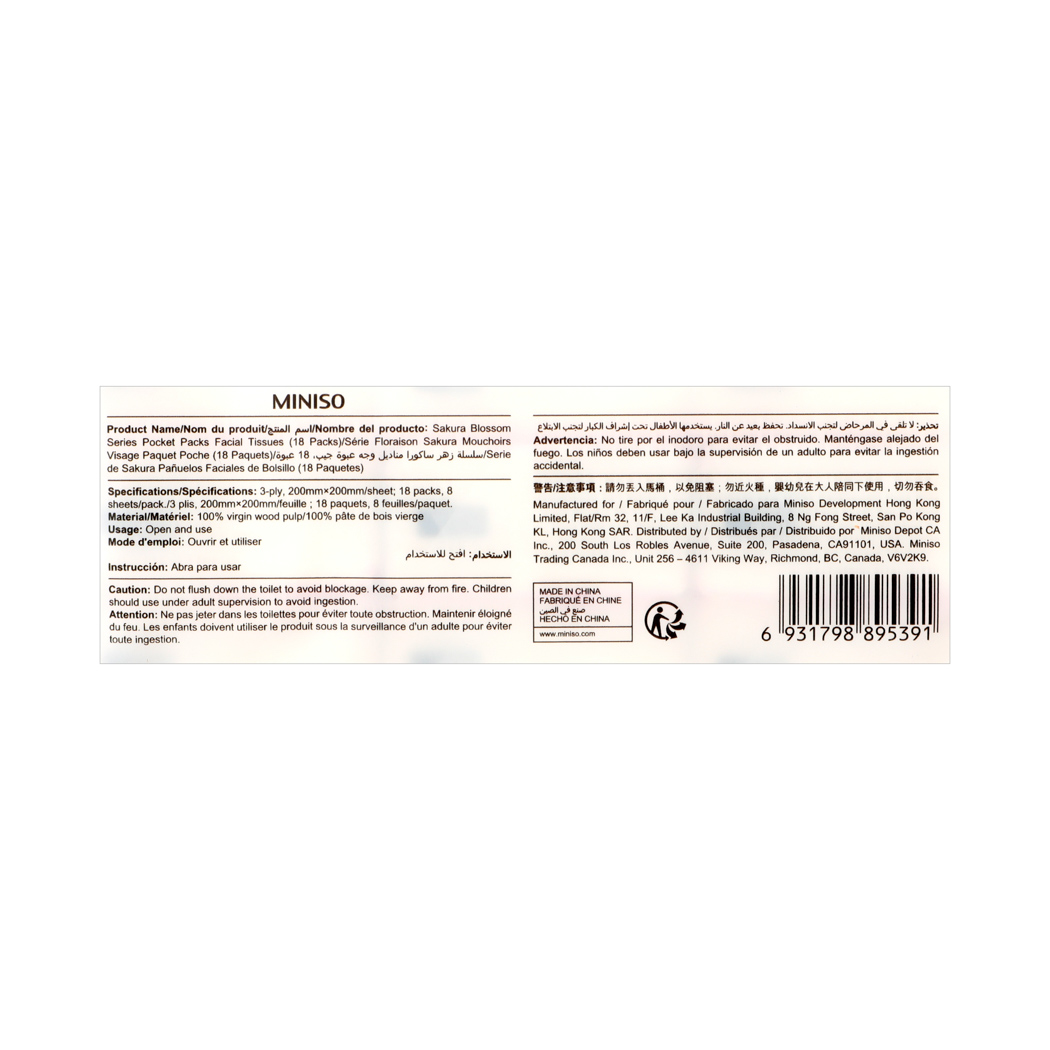 MINISO
Product Name/Nom du produit/اسم المنتج/Nombre del producto: Sakura Blossom
Series Pocket Packs Facial Tissues (18 Packs)/Série Floraison Sakura Mouchoirs
Visage Paquet Poche (18 Paquets)/سلسلة زهر ساكورا مناديل وجه عبوة جيب، 18 عبوة/Serie
de Sakura Pañuelos Faciales de Bolsillo (18 Paquetes)
Specifications/Spécifications: 3-ply, 200mm×200mm/sheet; 18 packs, 8
sheets/pack./3 plis, 200mm×200mm/feuille ; 18 paquets, 8 feuilles/paquet.
Material/Matériel: 100% virgin wood pulp/100% pâte de bois vierge
Usage: Open and use
Mode d'emploi: Ouvrir et utiliser
الاستخدام: افتح للاستخدام
Instrucción: Abra para usar
Caution: Do not flush down the toilet to avoid blockage. Keep away from fire. Children
should use under adult supervision to avoid ingestion.
Attention: Ne pas jeter dans les toilettes pour éviter toute obstruction. Maintenir éloigné
du feu. Les enfants doivent utiliser le produit sous la surveillance d'un adulte pour éviter
toute ingestion.
تحذير: لا تلقى في المرحاض لتجنب الانسداد. تحفظ بعيد عن النار. يستخدمها الأطفال تحت إشراف الكبار لتجنب الابتلاع
Advertencia: No tire por el inodoro para evitar el obstruido. Manténgase alejado del
fuego. Los niños deben usar bajo la supervisión de un adulto para evitar la ingestión
accidental.
警告/注意事項：請勿丟入馬桶，以免阻塞；勿近火種，嬰幼兒在大人陪同下使用，切勿吞食。
Manufactured for / Fabriqué pour / Fabricado para Miniso Development Hong Kong
Limited, Flat/Rm 32, 11/F, Lee Ka Industrial Building, 8 Ng Fong Street, San Po Kong
KL, Hong Kong SAR. Distributed by / Distribués par / Distribuido por Miniso Depot CA
Inc., 200 South Los Robles Avenue, Suite 200, Pasadena, CA91101, USA. Miniso
Trading Canada Inc., Unit 256 – 4611 Viking Way, Richmond, BC, Canada, V6V2K9.
MADE IN CHINA
FABRIQUÉ EN CHINE
صنع في الصين
HECHO EN CHINA
www.miniso.com
6 931798 895391